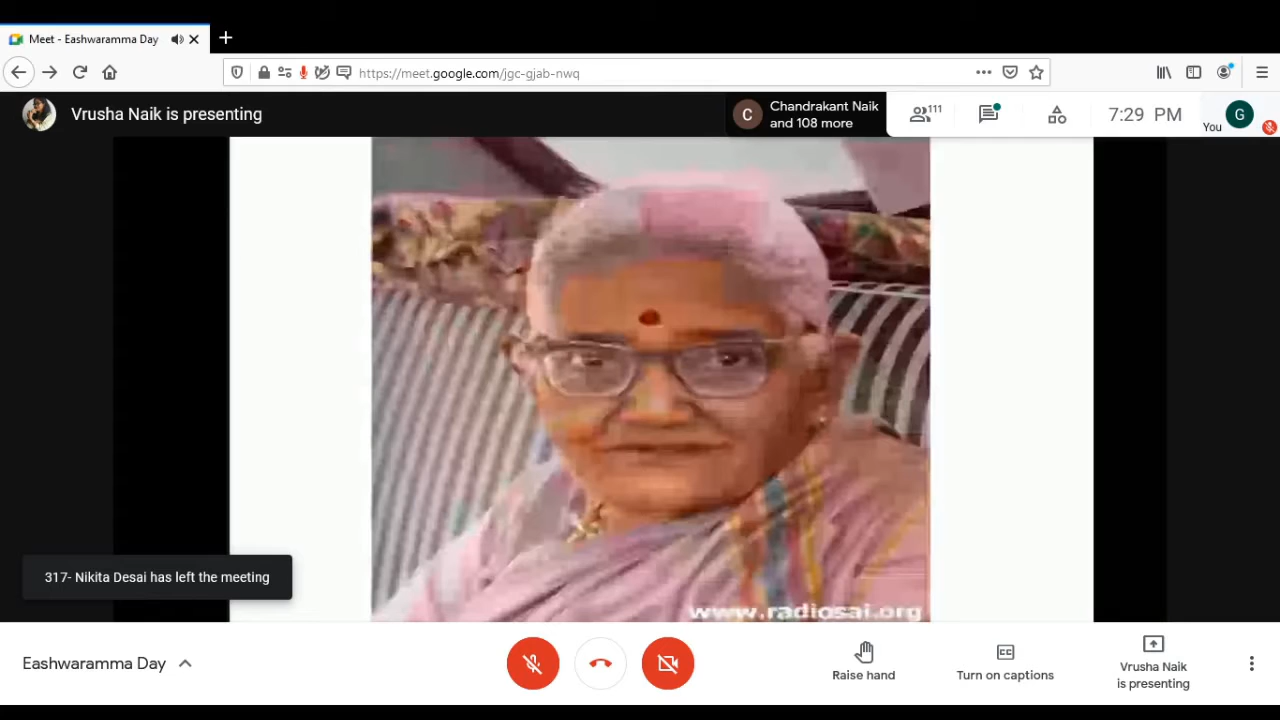 Meet - Eashwaramma Day
https://meet.google.com/jgc-gjab-nwq
Vrusha Naik is presenting
C
Chandrakant Naik
and 108 more
111
7:29 PM
You
G
317- Nikita Desai has left the meeting
www.radiosai.org
Eashwaramma Day
Raise hand
CC
Turn on captions
Vrusha Naik
is presenting